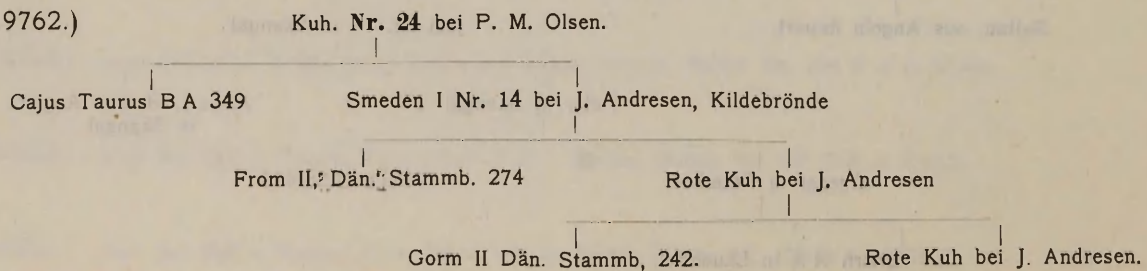 9762.) Kuh. Nr. 24 bei P. M. Olsen.
Cajus Taurus B A 349 Smeden I Nr. 14 bei J. Andresen, Kildebrönde
From II, Dän. Stammb. 274 Rote Kuh bei J. Andresen
Gorm II Dän. Stammb, 242. Rote Kuh bei J. Andresen.